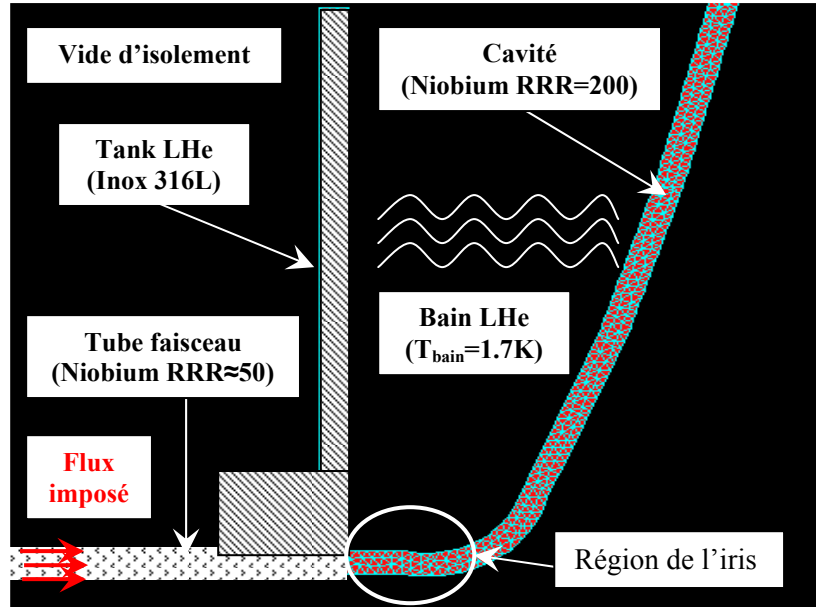 Vide d'isolement
Cavité
(Niobium RRR=200)
Tank LHe
(Inox 316L)
Bain LHe
(Tbain=1.7K)
Tube faisceau
(Niobium RRR≈50)
Flux
imposé
Région de l'iris